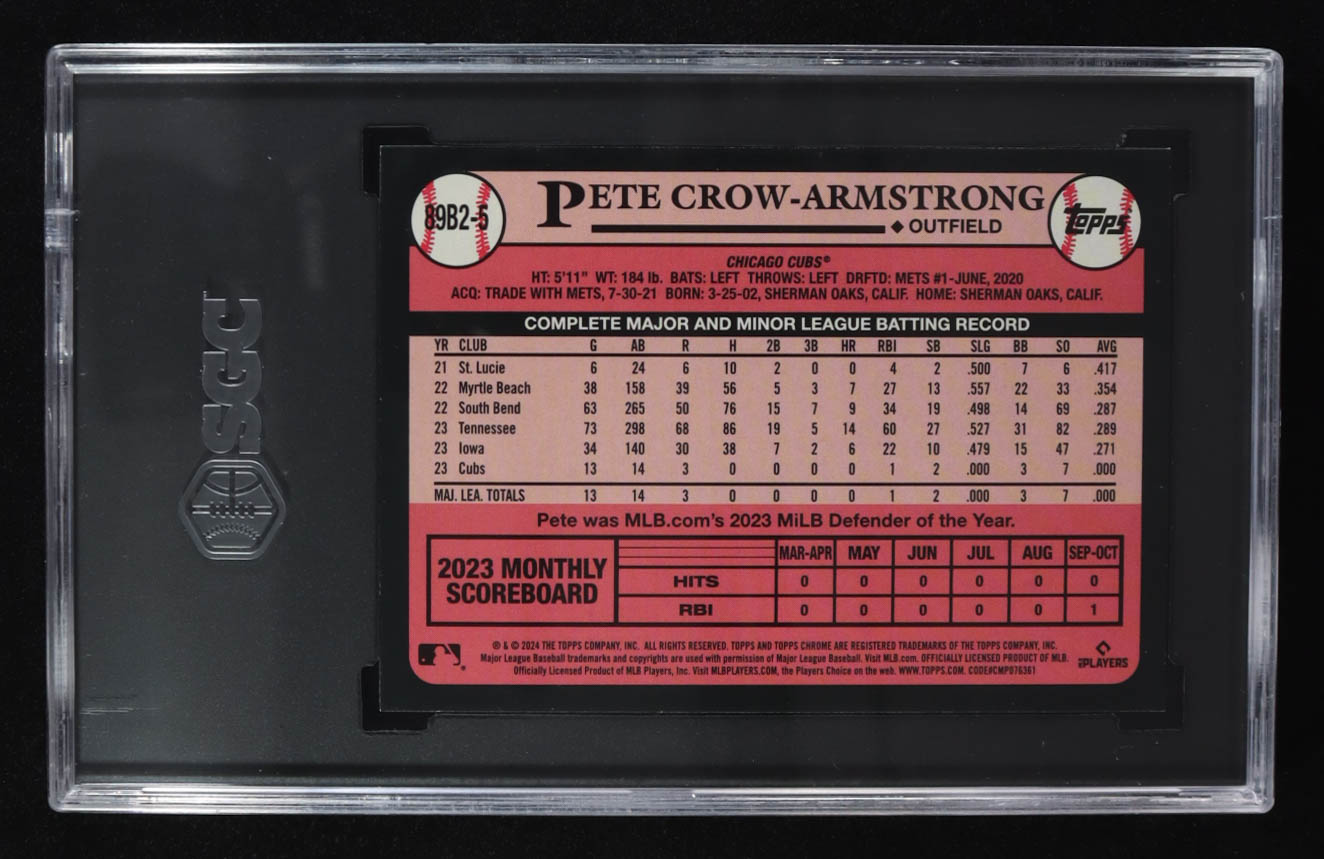 SGC
89B2-5
PETE CROW-ARMSTRONG
◆ OUTFIELD
TOPPS
CHICAGO CUBS®
HT: 5'11" WT: 184 lb. BATS: LEFT THROWS: LEFT DRFTD: METS #1-JUNE, 2020
ACQ: TRADE WITH METS, 7-30-21 BORN: 3-25-02, SHERMAN OAKS, CALIF. HOME: SHERMAN OAKS, CALIF.
COMPLETE MAJOR AND MINOR LEAGUE BATTING RECORD
YR CLUB G AB R H 2B 3B HR RBI SB SLG BB SO AVG
21 St. Lucie 6 24 6 10 2 0 0 4 2 .500 7 6 .417
22 Myrtle Beach 38 158 39 56 5 3 7 27 13 .557 22 33 .354
22 South Bend 63 265 50 76 15 7 9 34 19 .498 14 69 .287
23 Tennessee 73 298 68 86 19 5 14 60 27 .527 31 82 .289
23 Iowa 34 140 30 38 7 2 6 22 10 .479 15 47 .271
23 Cubs 13 14 3 0 0 0 0 1 2 .000 3 7 .000
MAJ. LEA. TOTALS 13 14 3 0 0 0 0 1 2 .000 3 7 .000
Pete was MLB.com's 2023 MiLB Defender of the Year.
2023 MONTHLY
SCOREBOARD
MAR-APR MAY JUN JUL AUG SEP-OCT
HITS 0 0 0 0 0 0
RBI 0 0 0 0 0 1
® & © 2024 THE TOPPS COMPANY, INC. ALL RIGHTS RESERVED. TOPPS AND TOPPS CHROME ARE REGISTERED TRADEMARKS OF THE TOPPS COMPANY, INC.
Major League Baseball trademarks and copyrights are used with permission of Major League Baseball. Visit MLB.com. OFFICIALLY LICENSED PRODUCT OF MLB.
Officially Licensed Product of MLB Players, Inc. Visit MLBPLAYERS.COM, the Players Choice on the web. WWW.TOPPS.COM. CODE#CMP076361
PLAYERS